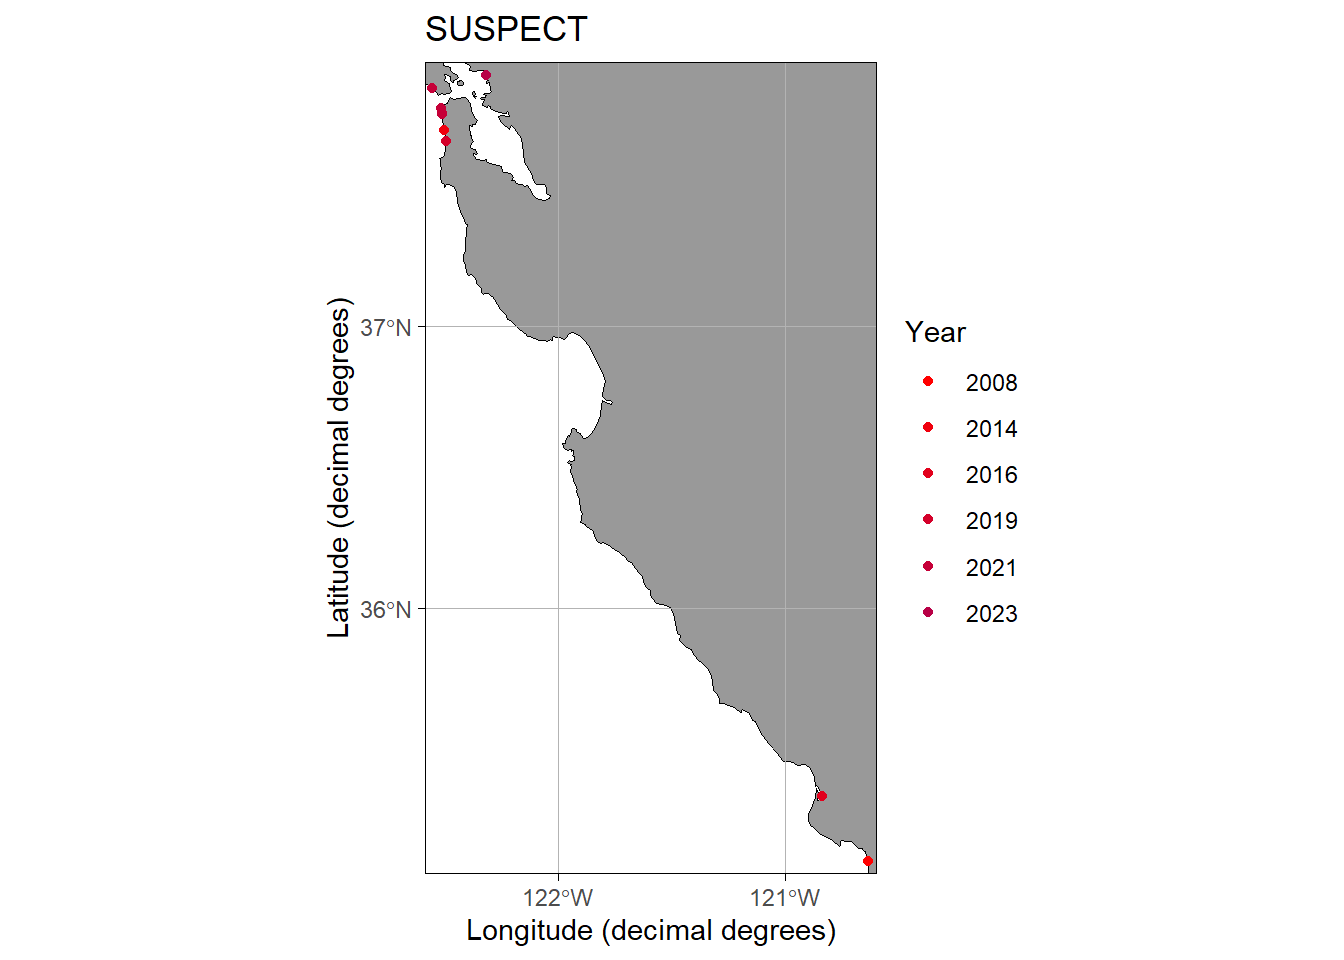 SUSPECT
Latitude (decimal degrees)
37°N
36°N
122°W
121°W
Longitude (decimal degrees)
Year
2008
2014
2016
2019
2021
2023